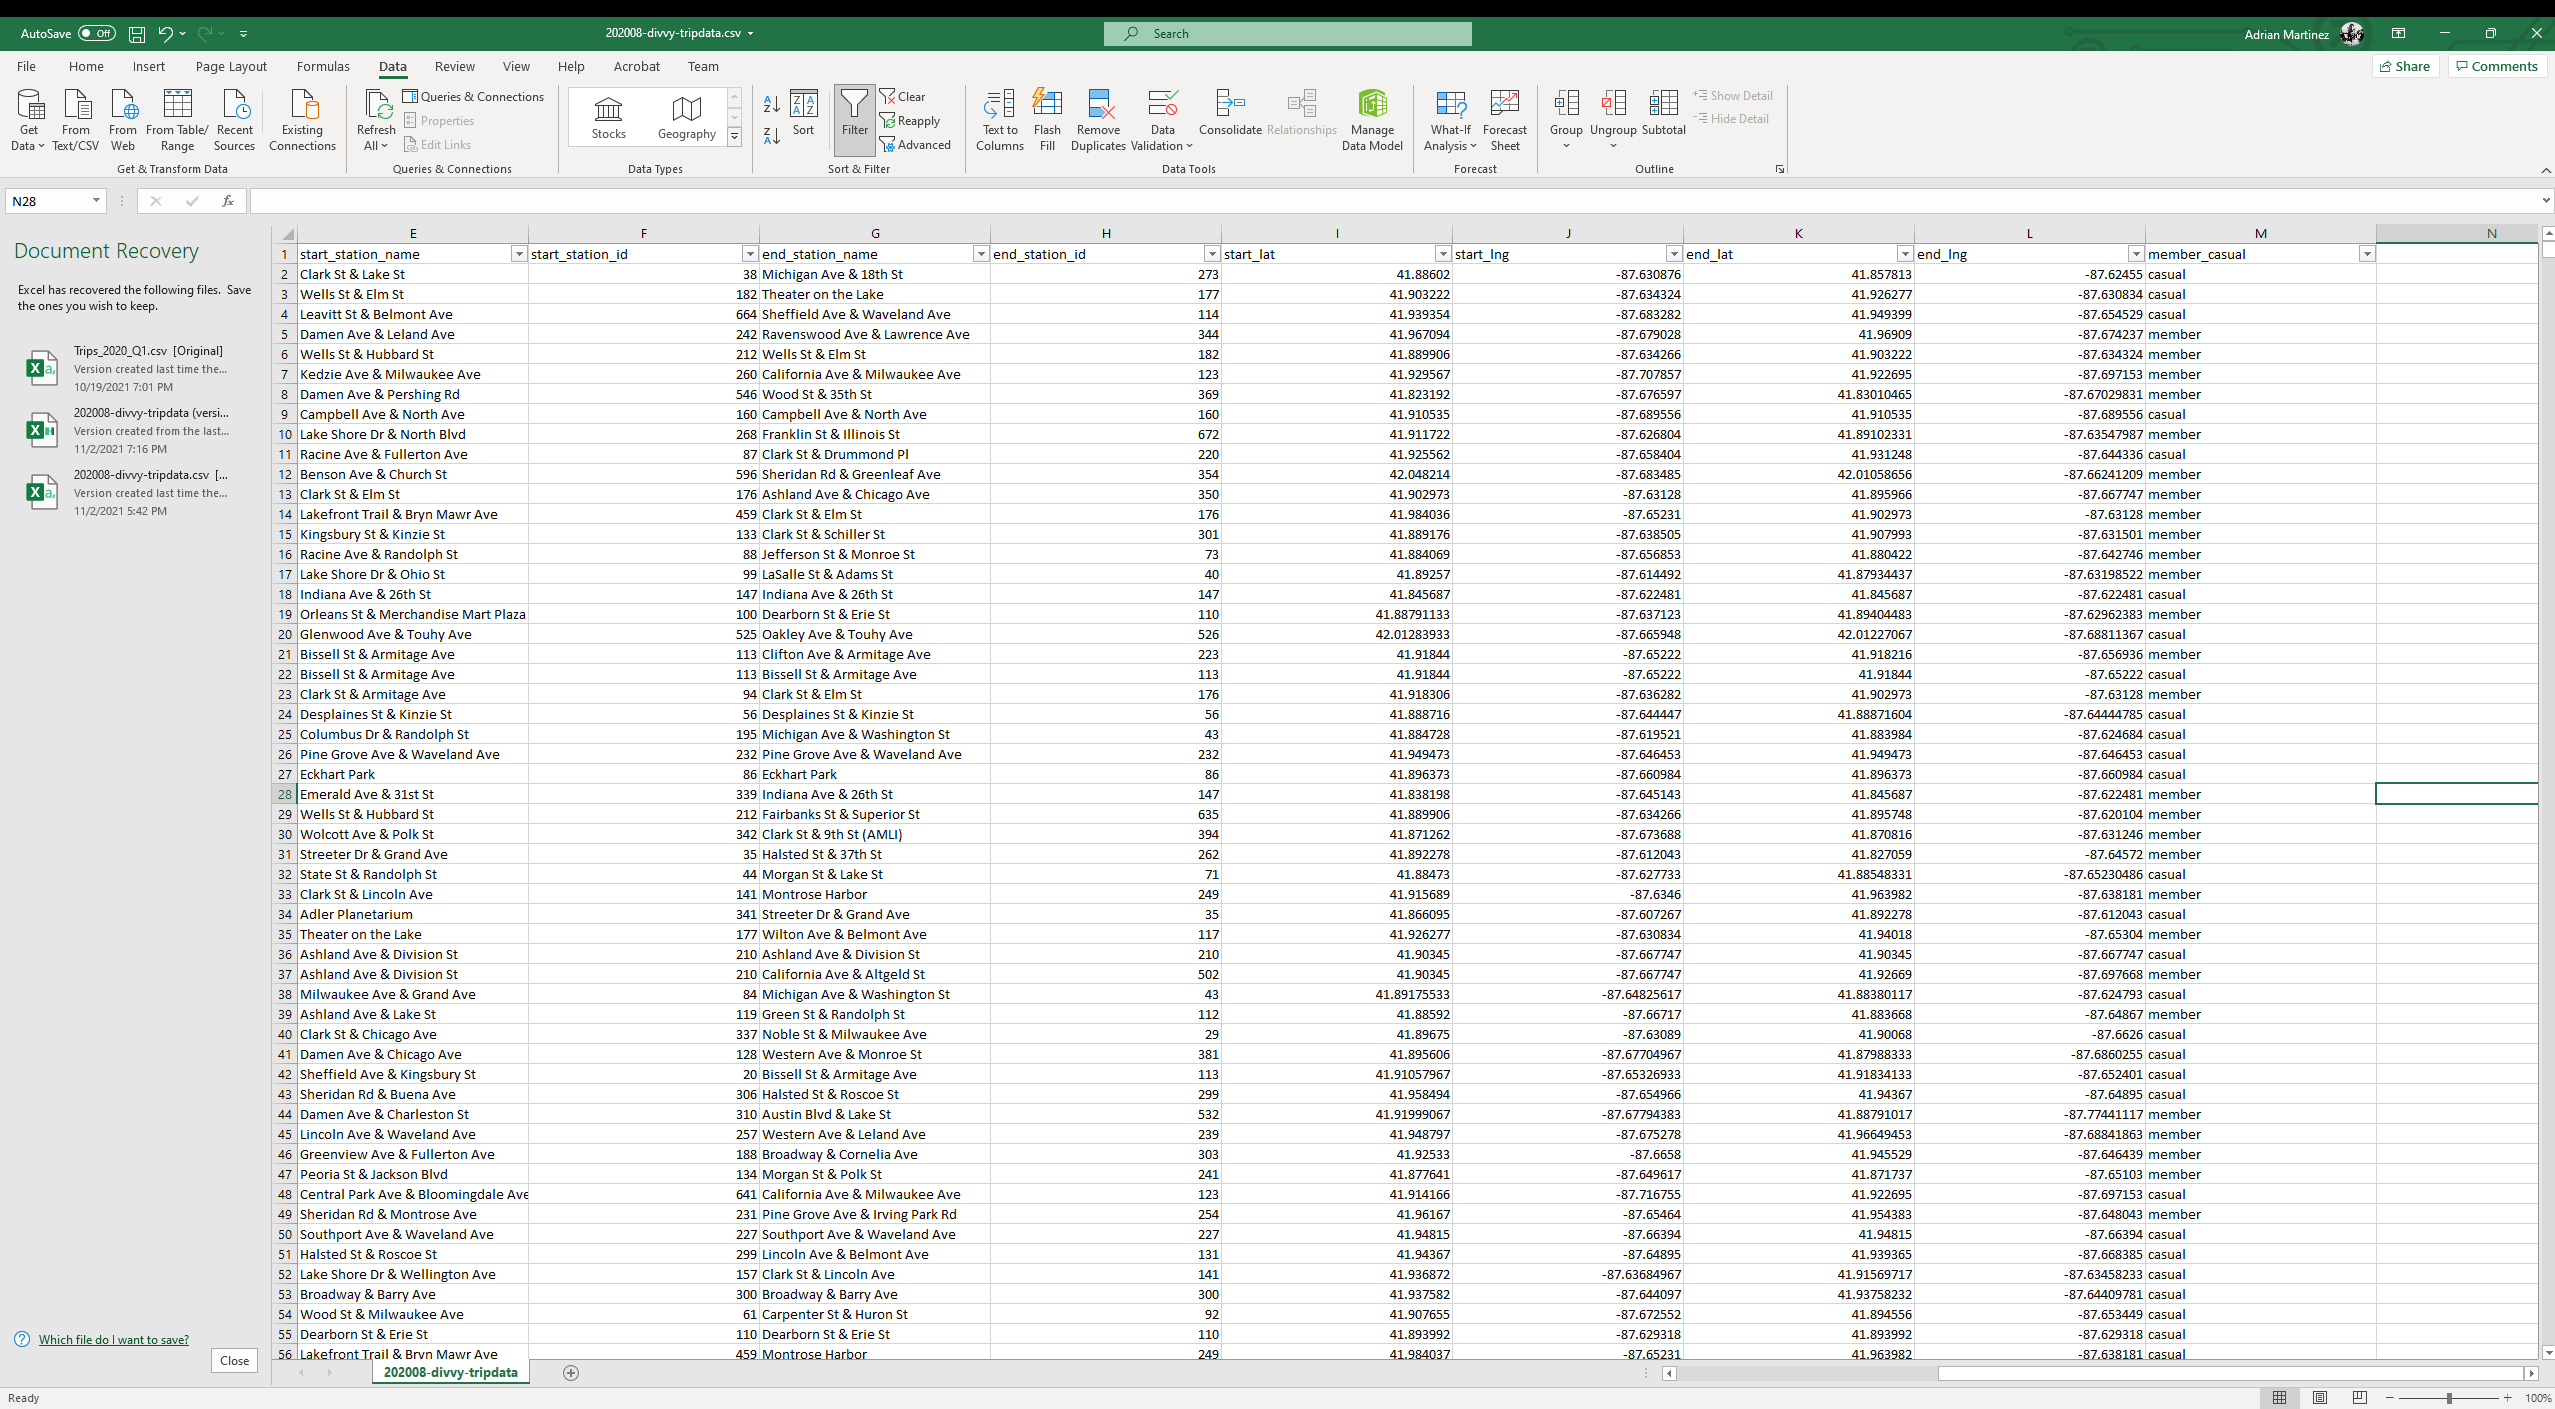 AutoSave Off 202008-divvy-tripdata.csv Search Adrian Martinez
File Home Insert Page Layout Formulas Data Review View Help Acrobat Team Share Comments
Get Data From Text/CSV From Web From Table/ Range Recent Sources Existing Connections
Get & Transform Data
Refresh All Queries & Connections Properties Edit Links
Queries & Connections
Stocks Geography
Data Types
Sort Filter Clear Reapply Advanced
Sort & Filter
Text to Columns Flash Fill Remove Duplicates Data Validation Consolidate Relationships Manage Data Model
Data Tools
What-If Analysis Forecast Sheet
Forecast
Group Ungroup Subtotal Show Detail Hide Detail
Outline
N28 fx
Document Recovery
Excel has recovered the following files. Save
the ones you wish to keep.
Trips_2020_Q1.csv [Original]
Version created last time the...
10/19/2021 7:01 PM
202008-divvy-tripdata (versi...
Version created from the last...
11/2/2021 7:16 PM
202008-divvy-tripdata.csv [...
Version created last time the...
11/2/2021 5:42 PM
Which file do I want to save?
Close
E F G H I J K L M N
1 start_station_name start_station_id end_station_name end_station_id start_lat start_lng end_lat end_lng member_casual
2 Clark St & Lake St 38 Michigan Ave & 18th St 273 41.88602 -87.630876 41.857813 -87.62455 casual
3 Wells St & Elm St 182 Theater on the Lake 177 41.903222 -87.634324 41.926277 -87.630834 casual
4 Leavitt St & Belmont Ave 664 Sheffield Ave & Waveland Ave 114 41.939354 -87.683282 41.949399 -87.654529 casual
5 Damen Ave & Leland Ave 242 Ravenswood Ave & Lawrence Ave 344 41.967094 -87.679028 41.96909 -87.674237 member
6 Wells St & Hubbard St 212 Wells St & Elm St 182 41.889906 -87.634266 41.903222 -87.634324 member
7 Kedzie Ave & Milwaukee Ave 260 California Ave & Milwaukee Ave 123 41.929567 -87.707857 41.922695 -87.697153 member
8 Damen Ave & Pershing Rd 546 Wood St & 35th St 369 41.823192 -87.676597 41.83010465 -87.67029831 member
9 Campbell Ave & North Ave 160 Campbell Ave & North Ave 160 41.910535 -87.689556 41.910535 -87.689556 casual
10 Lake Shore Dr & North Blvd 268 Franklin St & Illinois St 672 41.911722 -87.626804 41.89102331 -87.63547987 member
11 Racine Ave & Fullerton Ave 87 Clark St & Drummond Pl 220 41.925562 -87.658404 41.931248 -87.644336 casual
12 Benson Ave & Church St 596 Sheridan Rd & Greenleaf Ave 354 42.048214 -87.683485 42.01058656 -87.66241209 member
13 Clark St & Elm St 176 Ashland Ave & Chicago Ave 350 41.902973 -87.63128 41.895966 -87.667747 member
14 Lakefront Trail & Bryn Mawr Ave 459 Clark St & Elm St 176 41.984036 -87.65231 41.902973 -87.63128 member
15 Kingsbury St & Kinzie St 133 Clark St & Schiller St 301 41.889176 -87.638505 41.907993 -87.631501 member
16 Racine Ave & Randolph St 88 Jefferson St & Monroe St 73 41.884069 -87.656853 41.880422 -87.642746 member
17 Lake Shore Dr & Ohio St 99 LaSalle St & Adams St 40 41.89257 -87.614492 41.87934437 -87.63198522 member
18 Indiana Ave & 26th St 147 Indiana Ave & 26th St 147 41.845687 -87.622481 41.845687 -87.622481 casual
19 Orleans St & Merchandise Mart Plaza 100 Dearborn St & Erie St 110 41.88791133 -87.637123 41.89404483 -87.62962383 member
20 Glenwood Ave & Touhy Ave 525 Oakley Ave & Touhy Ave 526 42.01283933 -87.665948 42.01227067 -87.68811367 casual
21 Bissell St & Armitage Ave 113 Clifton Ave & Armitage Ave 223 41.91844 -87.65222 41.918216 -87.656936 member
22 Bissell St & Armitage Ave 113 Bissell St & Armitage Ave 113 41.91844 -87.65222 41.91844 -87.65222 casual
23 Clark St & Armitage Ave 94 Clark St & Elm St 176 41.918306 -87.636282 41.902973 -87.63128 member
24 Desplaines St & Kinzie St 56 Desplaines St & Kinzie St 56 41.888716 -87.644447 41.88871604 -87.64444785 casual
25 Columbus Dr & Randolph St 195 Michigan Ave & Washington St 43 41.884728 -87.619521 41.883984 -87.624684 casual
26 Pine Grove Ave & Waveland Ave 232 Pine Grove Ave & Waveland Ave 232 41.949473 -87.646453 41.949473 -87.646453 casual
27 Eckhart Park 86 Eckhart Park 86 41.896373 -87.660984 41.896373 -87.660984 casual
28 Emerald Ave & 31st St 339 Indiana Ave & 26th St 147 41.838198 -87.645143 41.845687 -87.622481 member
29 Wells St & Hubbard St 212 Fairbanks St & Superior St 635 41.889906 -87.634266 41.895748 -87.620104 member
30 Wolcott Ave & Polk St 342 Clark St & 9th St (AMLI) 394 41.871262 -87.673688 41.870816 -87.631246 member
31 Streeter Dr & Grand Ave 35 Halsted St & 37th St 262 41.892278 -87.612043 41.827059 -87.64572 member
32 State St & Randolph St 44 Morgan St & Lake St 71 41.88473 -87.627733 41.88548331 -87.65230486 casual
33 Clark St & Lincoln Ave 141 Montrose Harbor 249 41.915689 -87.6346 41.963982 -87.638181 member
34 Adler Planetarium 341 Streeter Dr & Grand Ave 35 41.866095 -87.607267 41.892278 -87.612043 casual
35 Theater on the Lake 177 Wilton Ave & Belmont Ave 117 41.926277 -87.630834 41.94018 -87.65304 member
36 Ashland Ave & Division St 210 Ashland Ave & Division St 210 41.90345 -87.667747 41.90345 -87.667747 casual
37 Ashland Ave & Division St 210 California Ave & Altgeld St 502 41.90345 -87.667747 41.92669 -87.697668 member
38 Milwaukee Ave & Grand Ave 84 Michigan Ave & Washington St 43 41.89175533 -87.64825617 41.88380117 -87.624793 casual
39 Ashland Ave & Lake St 119 Green St & Randolph St 112 41.88592 -87.66717 41.883668 -87.64867 member
40 Clark St & Chicago Ave 337 Noble St & Milwaukee Ave 29 41.89675 -87.63089 41.90068 -87.6626 casual
41 Damen Ave & Chicago Ave 128 Western Ave & Monroe St 381 41.895606 -87.67704967 41.87988333 -87.6860255 casual
42 Sheffield Ave & Kingsbury St 20 Bissell St & Armitage Ave 113 41.91057967 -87.65326933 41.91834133 -87.652401 casual
43 Sheridan Rd & Buena Ave 306 Halsted St & Roscoe St 299 41.958494 -87.654966 41.94367 -87.64895 casual
44 Damen Ave & Charleston St 310 Austin Blvd & Lake St 532 41.91999067 -87.67794383 41.88791017 -87.77441117 member
45 Lincoln Ave & Waveland Ave 257 Western Ave & Leland Ave 239 41.948797 -87.675278 41.96649453 -87.68841863 member
46 Greenview Ave & Fullerton Ave 188 Broadway & Cornelia Ave 303 41.92533 -87.6658 41.945529 -87.646439 member
47 Peoria St & Jackson Blvd 134 Morgan St & Polk St 241 41.877641 -87.649617 41.871737 -87.65103 member
48 Central Park Ave & Bloomingdale Ave 641 California Ave & Milwaukee Ave 123 41.914166 -87.716755 41.922695 -87.697153 casual
49 Sheridan Rd & Montrose Ave 231 Pine Grove Ave & Irving Park Rd 254 41.96167 -87.65464 41.954383 -87.648043 member
50 Southport Ave & Waveland Ave 227 Southport Ave & Waveland Ave 227 41.94815 -87.66394 41.94815 -87.66394 casual
51 Halsted St & Roscoe St 299 Lincoln Ave & Belmont Ave 131 41.94367 -87.64895 41.939365 -87.668385 casual
52 Lake Shore Dr & Wellington Ave 157 Clark St & Lincoln Ave 141 41.936872 -87.63684967 41.91569717 -87.63458233 casual
53 Broadway & Barry Ave 300 Broadway & Barry Ave 300 41.937582 -87.644097 41.93758232 -87.64409781 casual
54 Wood St & Milwaukee Ave 61 Carpenter St & Huron St 92 41.907655 -87.672552 41.894556 -87.653449 casual
55 Dearborn St & Erie St 110 Dearborn St & Erie St 110 41.893992 -87.629318 41.893992 -87.629318 casual
56 Lakefront Trail & Bryn Mawr Ave 459 Montrose Harbor 249 41.984037 -87.65231 41.963982 -87.638181 casual
202008-divvy-tripdata
Ready 100%